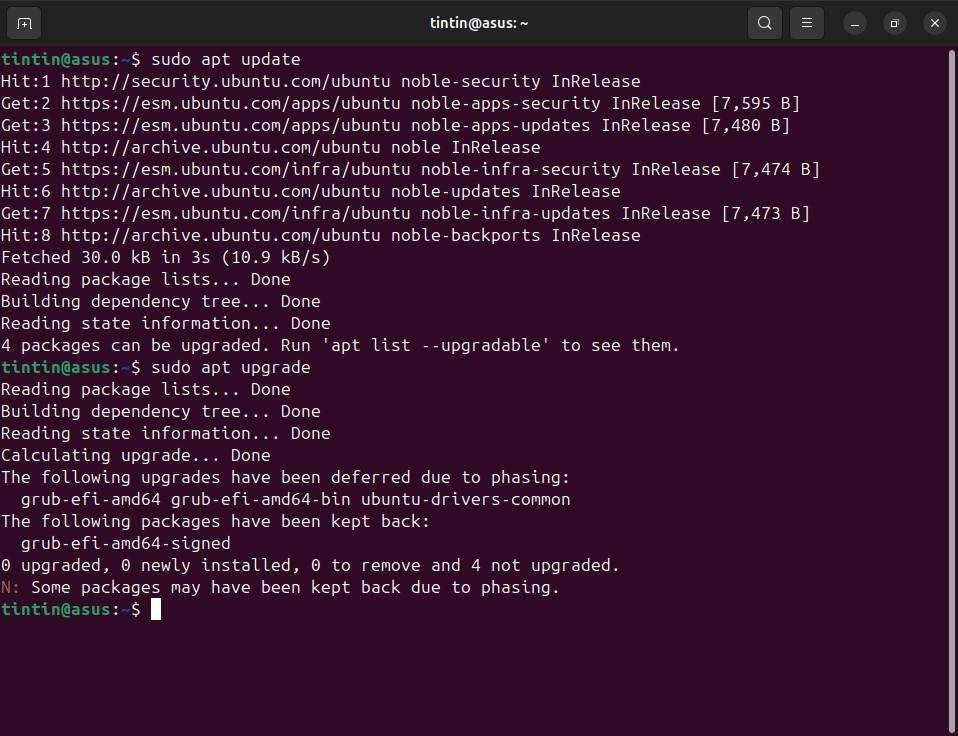 tintin@asus: ~
tintin@asus:~$ sudo apt update
Hit:1 http://security.ubuntu.com/ubuntu noble-security InRelease
Get:2 https://esm.ubuntu.com/apps/ubuntu noble-apps-security InRelease [7,595 B]
Get:3 https://esm.ubuntu.com/apps/ubuntu noble-apps-updates InRelease [7,480 B]
Hit:4 http://archive.ubuntu.com/ubuntu noble InRelease
Get:5 https://esm.ubuntu.com/infra/ubuntu noble-infra-security InRelease [7,474 B]
Hit:6 http://archive.ubuntu.com/ubuntu noble-updates InRelease
Get:7 https://esm.ubuntu.com/infra/ubuntu noble-infra-updates InRelease [7,473 B]
Hit:8 http://archive.ubuntu.com/ubuntu noble-backports InRelease
Fetched 30.0 kB in 3s (10.9 kB/s)
Reading package lists... Done
Building dependency tree... Done
Reading state information... Done
4 packages can be upgraded. Run 'apt list --upgradable' to see them.
tintin@asus:~$ sudo apt upgrade
Reading package lists... Done
Building dependency tree... Done
Reading state information... Done
Calculating upgrade... Done
The following upgrades have been deferred due to phasing:
  grub-efi-amd64 grub-efi-amd64-bin ubuntu-drivers-common
The following packages have been kept back:
  grub-efi-amd64-signed
0 upgraded, 0 newly installed, 0 to remove and 4 not upgraded.
N: Some packages may have been kept back due to phasing.
tintin@asus:~$